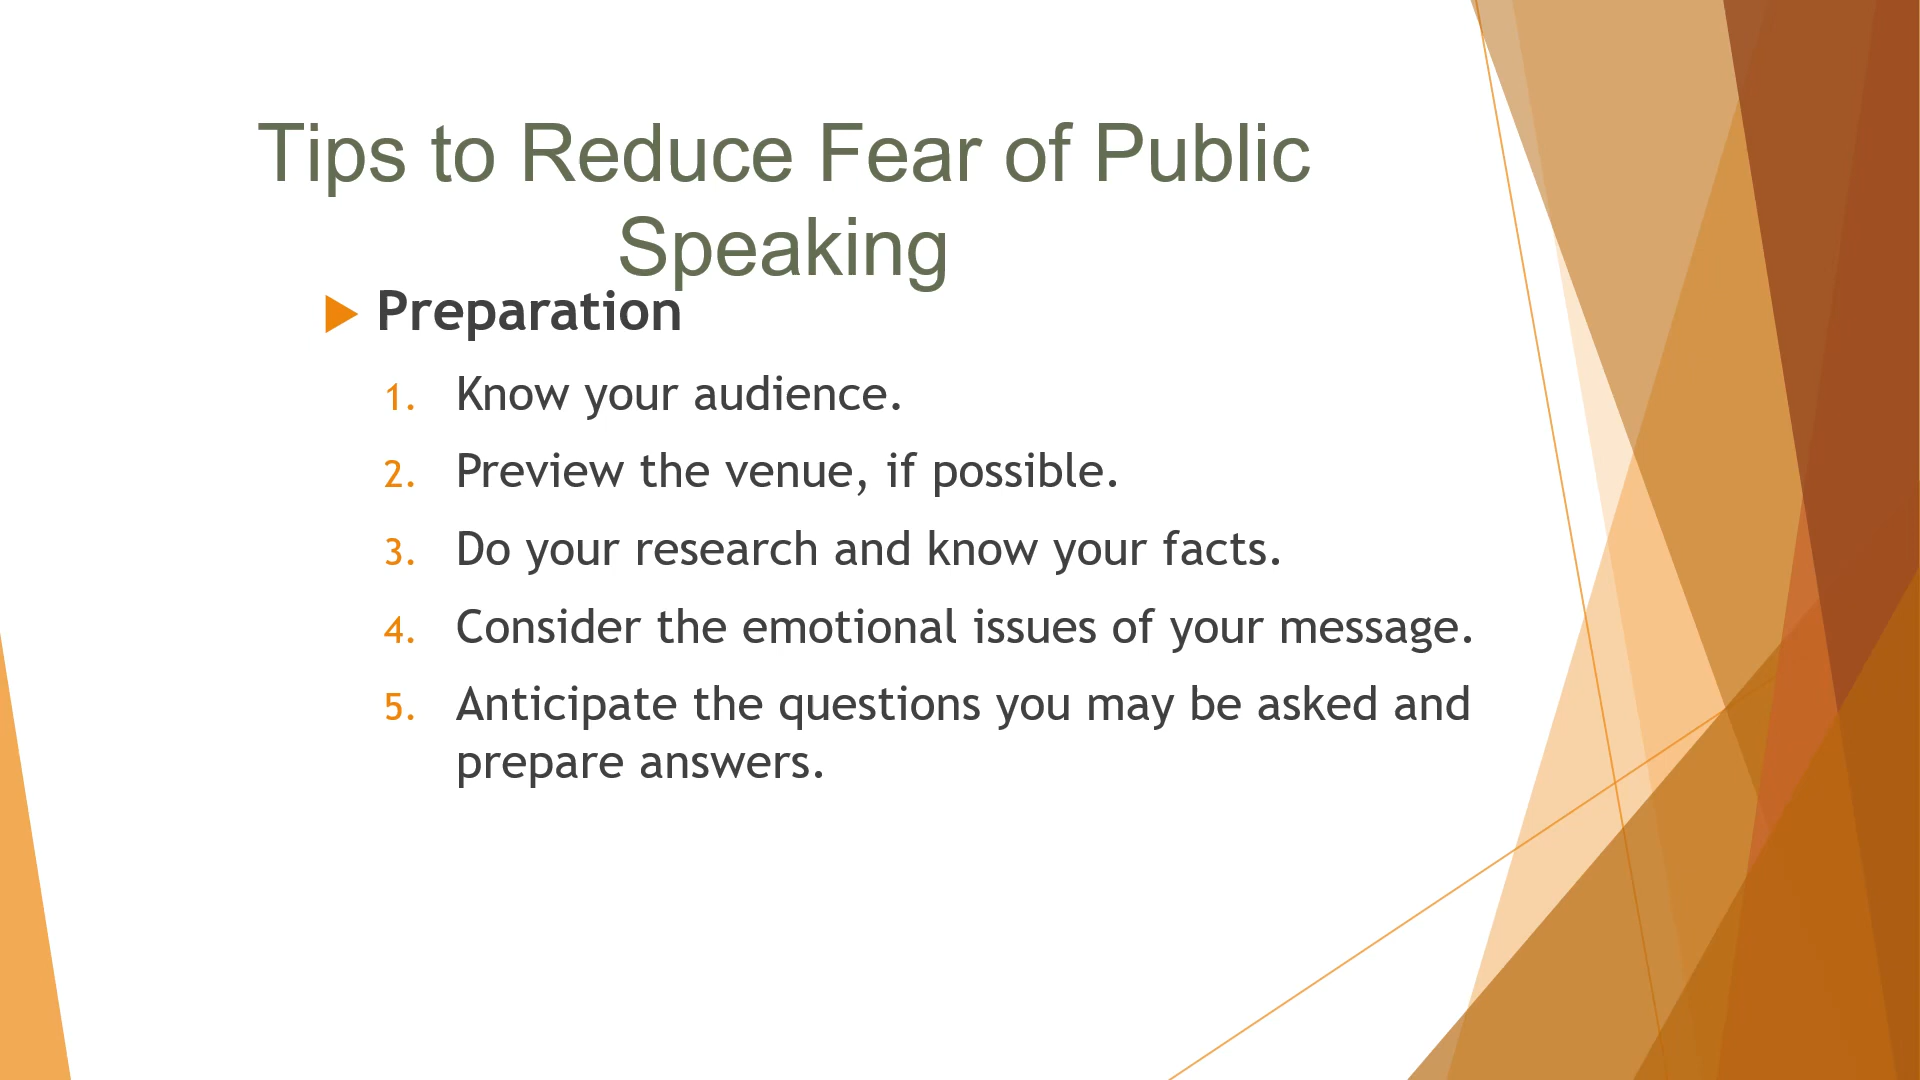 Tips to Reduce Fear of Public
Speaking
Preparation
1. Know your audience.
2. Preview the venue, if possible.
3. Do your research and know your facts.
4. Consider the emotional issues of your message.
5. Anticipate the questions you may be asked and
prepare answers.